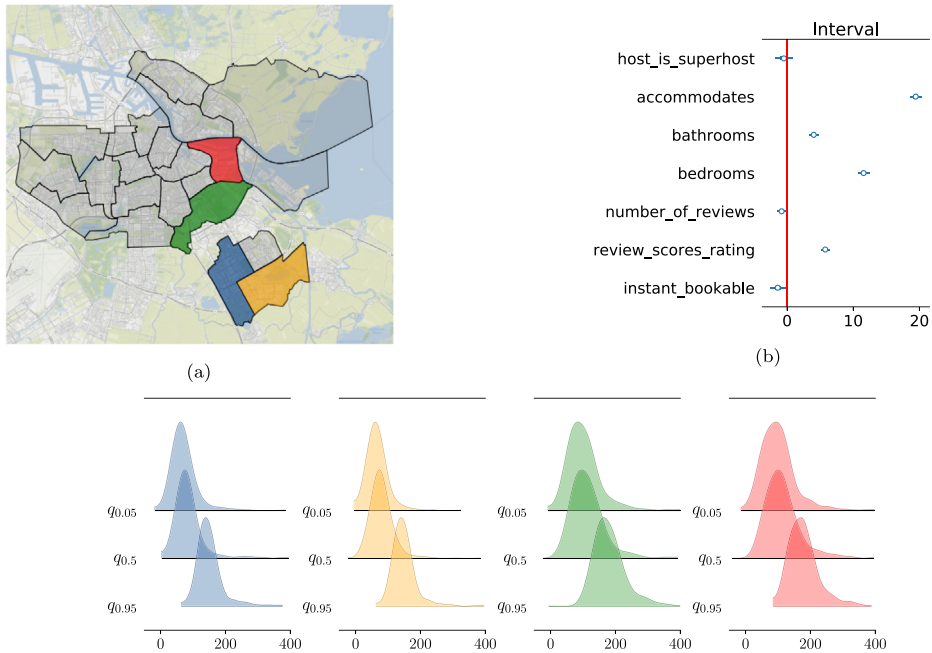 Interval
host_is_superhost
accommodates
bathrooms
bedrooms
number_of_reviews
review_scores_rating
instant_bookable
0 10 20
(a)
(b)
q0.05 q0.05 q0.05 q0.05
q0.5 q0.5 q0.5 q0.5
q0.95 q0.95 q0.95 q0.95
0 200 400 0 200 400 0 200 400 0 200 400